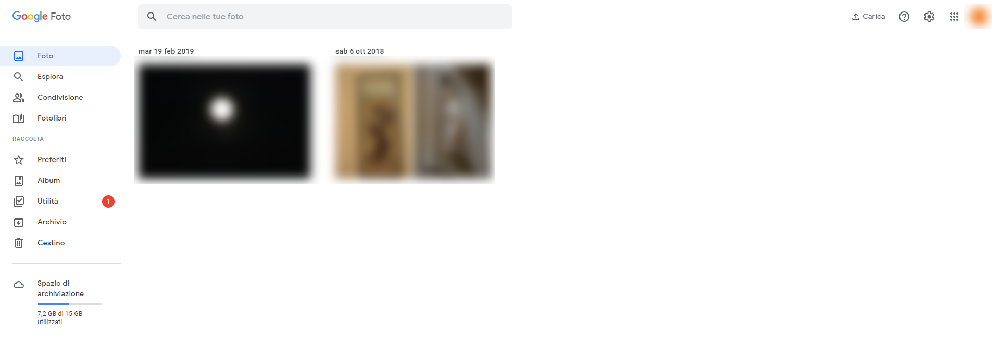 Google Foto
Cerca nelle tue foto
Carica
Foto
Esplora
Condivisione
Fotolibri
RACCOLTA
Preferiti
Album
Utilità
1
Archivio
Cestino
Spazio di
archiviazione
7,2 GB di 15 GB
utilizzati
mar 19 feb 2019
sab 6 ott 2018